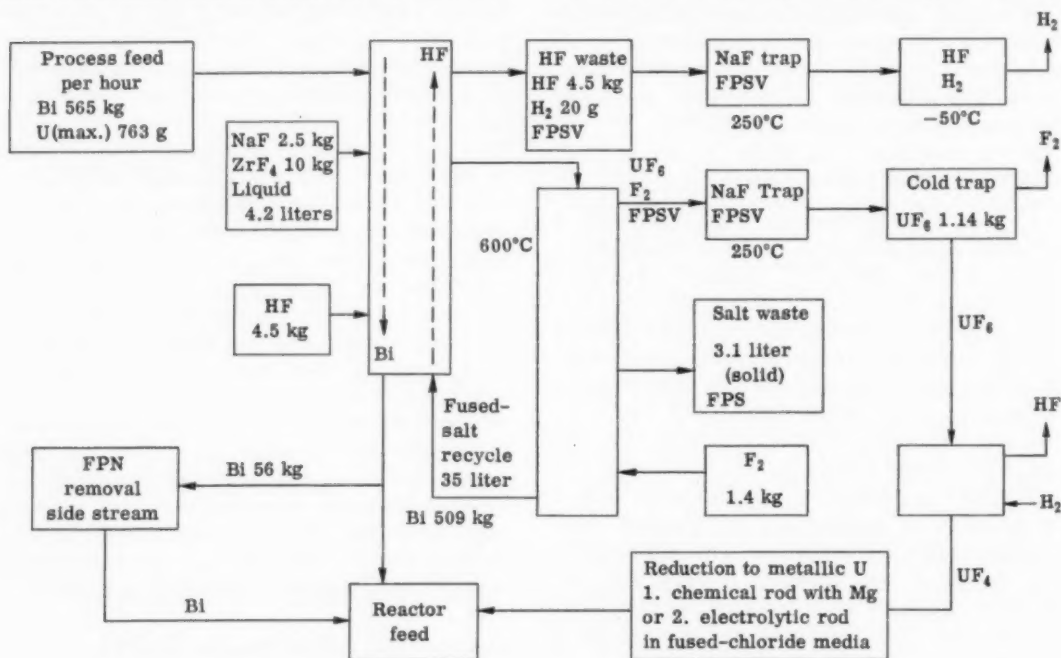 Process feed
per hour
Bi 565 kg
U(max.) 763 g
NaF 2.5 kg
ZrF₄ 10 kg
Liquid
4.2 liters
HF
4.5 kg
HF
Bi
HF waste
HF 4.5 kg
H₂ 20 g
FPSV
NaF trap
FPSV
250°C
HF
H₂
−50°C
H₂
UF₆
F₂
FPSV
600°C
NaF Trap
FPSV
250°C
Cold trap
UF₆ 1.14 kg
F₂
Salt waste
3.1 liter
(solid)
FPS
UF₆
F₂
1.4 kg
Fused-
salt
recycle
35 liter
HF
H₂
FPN
removal
side stream
Bi 56 kg
Bi 509 kg
Bi
Reactor
feed
Reduction to metallic U
1. chemical rod with Mg
or 2. electrolytic rod
in fused-chloride media
UF₄